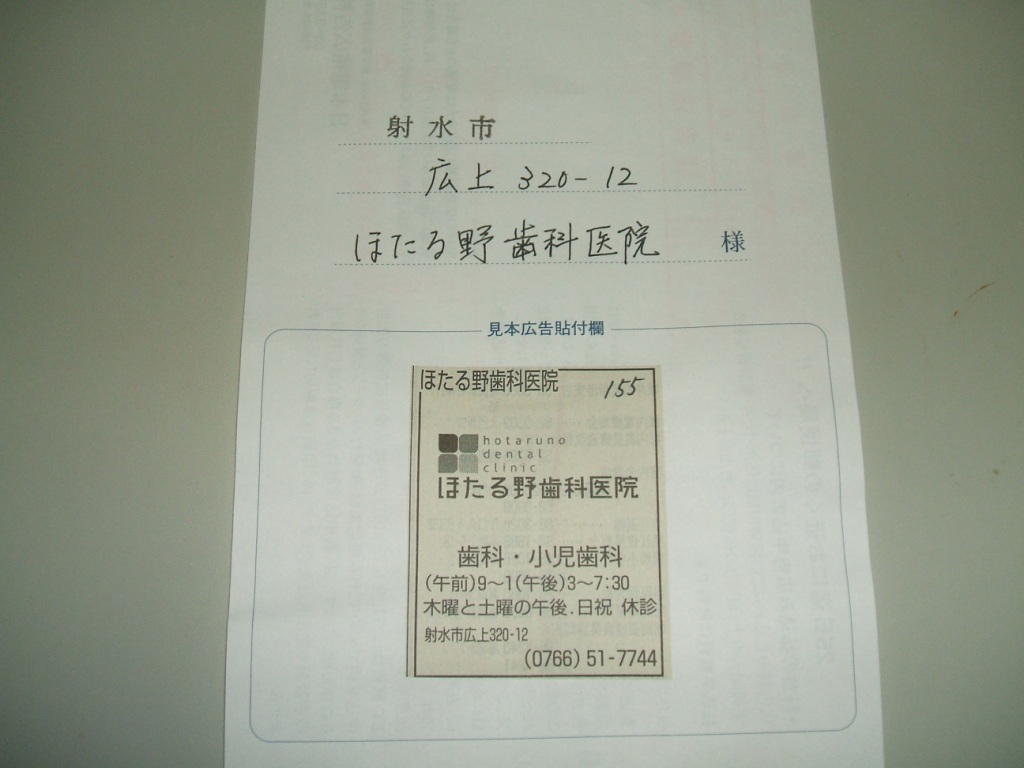 射水市
広上 320-12
ほたる野歯科医院 様
見本広告貼付欄
ほたる野歯科医院 155
hotaruno
dental
clinic
ほたる野歯科医院
歯科・小児歯科
(午前)9～1(午後)3～7:30
木曜と土曜の午後.日祝 休診
射水市広上320-12
(0766) 51-7744